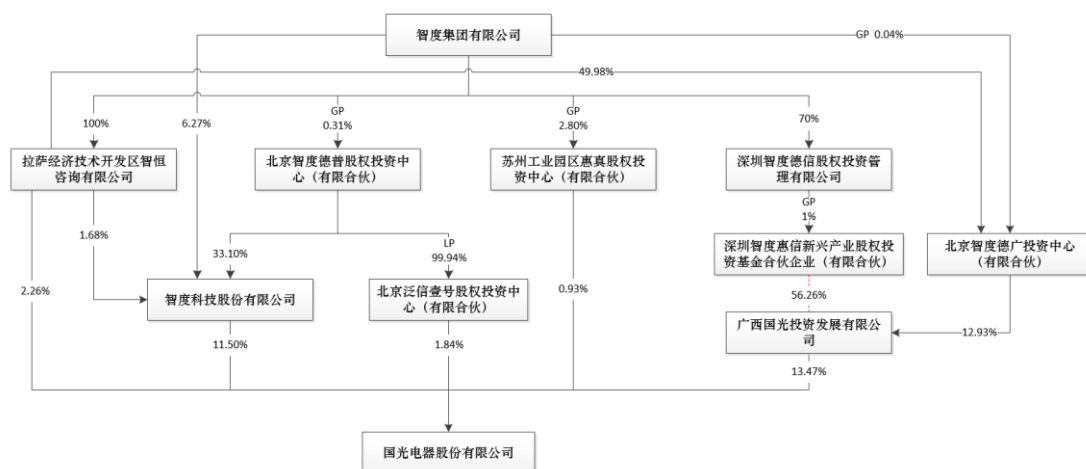 智度集团有限公司
GP 0.04%
49.98%
100%
6.27%
GP
0.31%
GP
2.80%
70%
拉萨经济技术开发区智恒
咨询有限公司
北京智度德普股权投资中
心（有限合伙）
苏州工业园区惠真股权投
资中心（有限合伙）
深圳智度德信股权投资管
理有限公司
GP
1%
1.68%
33.10%
LP
99.94%
深圳智度惠信新兴产业股权投
资基金合伙企业（有限合伙）
北京智度德广投资中心
（有限合伙）
2.26%
智度科技股份有限公司
北京泛信壹号股权投资中
心（有限合伙）
0.93%
56.26%
广西国光投资发展有限公
司
12.93%
11.50%
1.84%
13.47%
国光电器股份有限公司